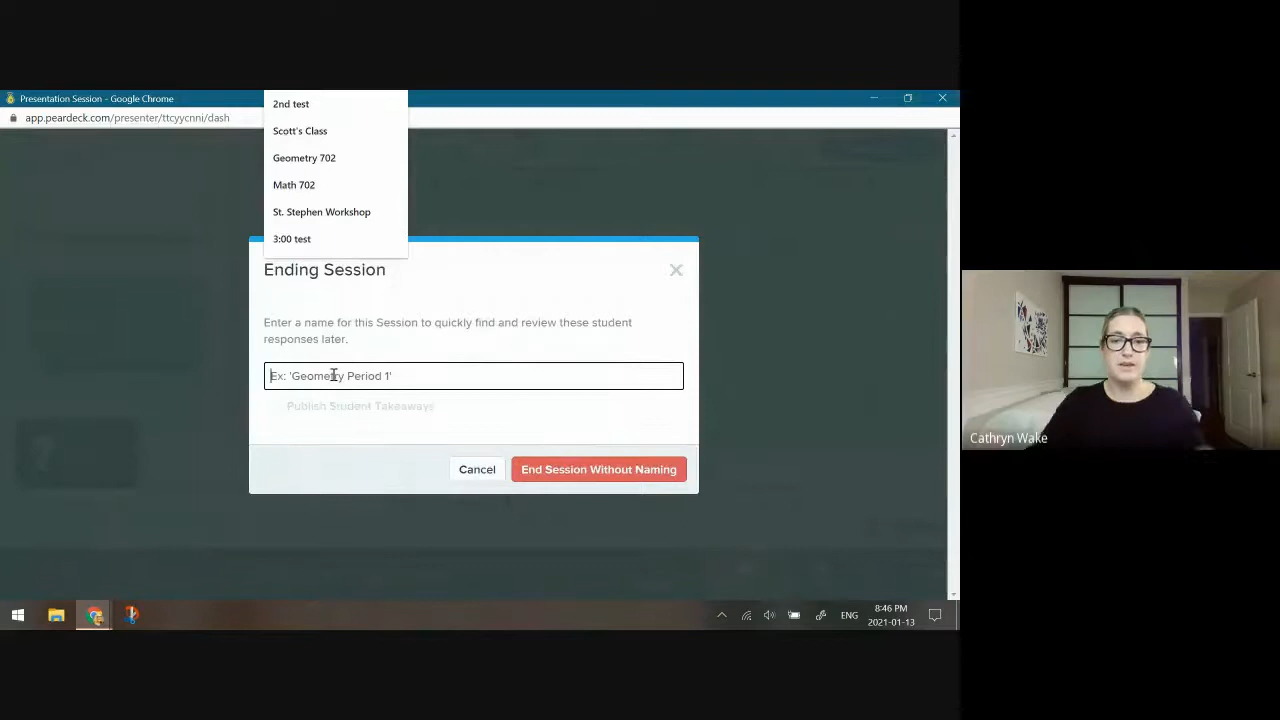 Presentation Session - Google Chrome
app.peardeck.com/presenter/ttcyycnni/dash
2nd test
Scott's Class
Geometry 702
Math 702
St. Stephen Workshop
3:00 test
Ending Session
Enter a name for this Session to quickly find and review these student
responses later.
Ex: 'Geometry Period 1'
Publish Student Takeaways
Cancel
End Session Without Naming
Cathryn Wake
ENG
8:46 PM
2021-01-13